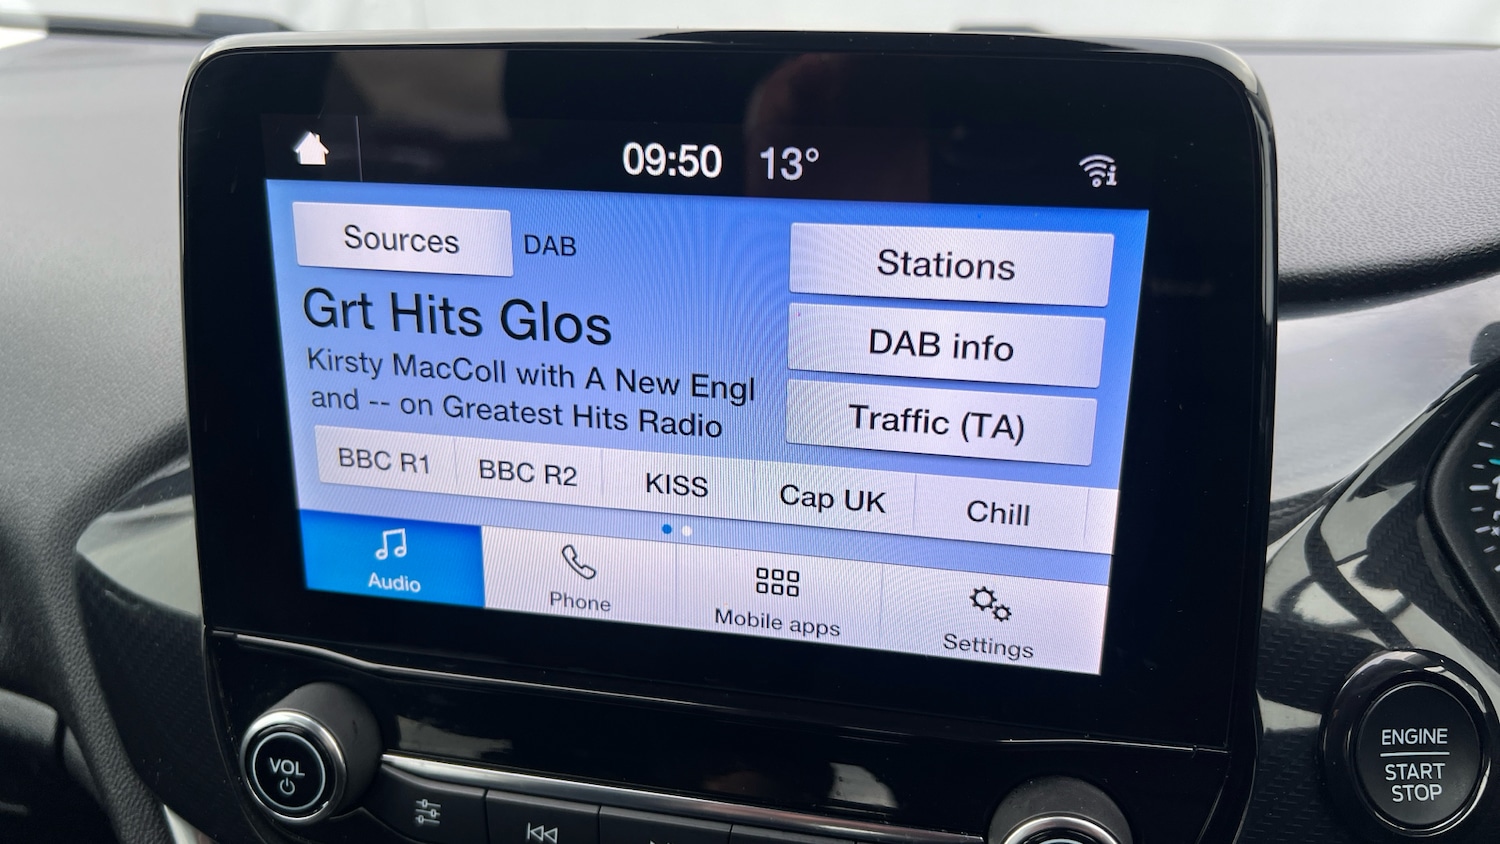 09:50 13°
Sources DAB
Stations
Grt Hits Glos
DAB info
Kirsty MacColl with A New Engl
and -- on Greatest Hits Radio
Traffic (TA)
BBC R1 BBC R2 KISS Cap UK Chill
Audio Phone Mobile apps Settings
VOL
ENGINE
START
STOP